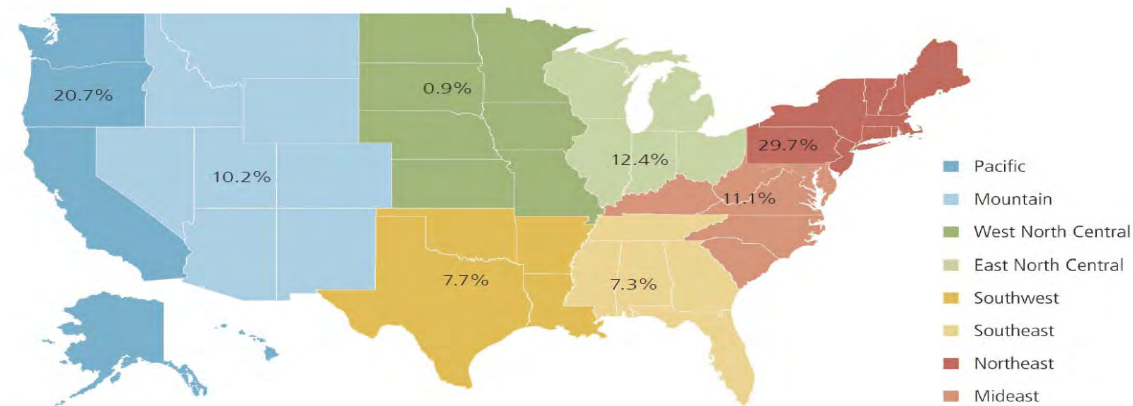 20.7%
0.9%
10.2%
12.4%
29.7%
11.1%
7.7%
7.3%
Pacific
Mountain
West North Central
East North Central
Southwest
Southeast
Northeast
Mideast